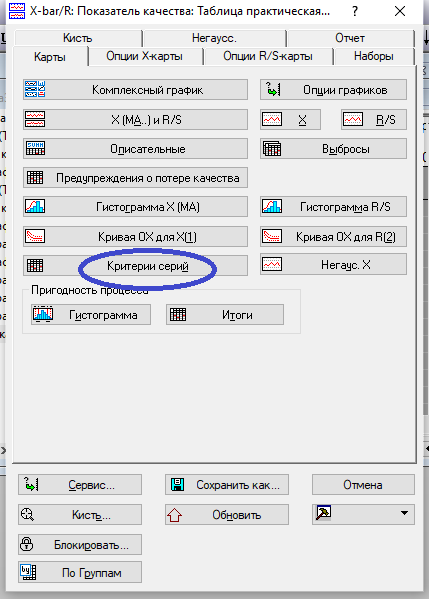 X-bar/R: Показатель качества: Таблица практическая...
Кисть Негаусс. Отчет
Карты Опции X-карты Опции R/S-карты Наборы
Комплексный график Опции графиков
X (MA..) и R/S X R/S
Описательные Выбросы
Предупреждения о потере качества
Гистограмма X (MA) Гистограмма R/S
Кривая ОХ для X(1) Кривая ОХ для R(2)
Критерии серий Негаус. X
Пригодность процесса
Гистограмма Итоги
Сервис... Сохранить как... Отмена
Кисть... Обновить
Блокировать...
По Группам